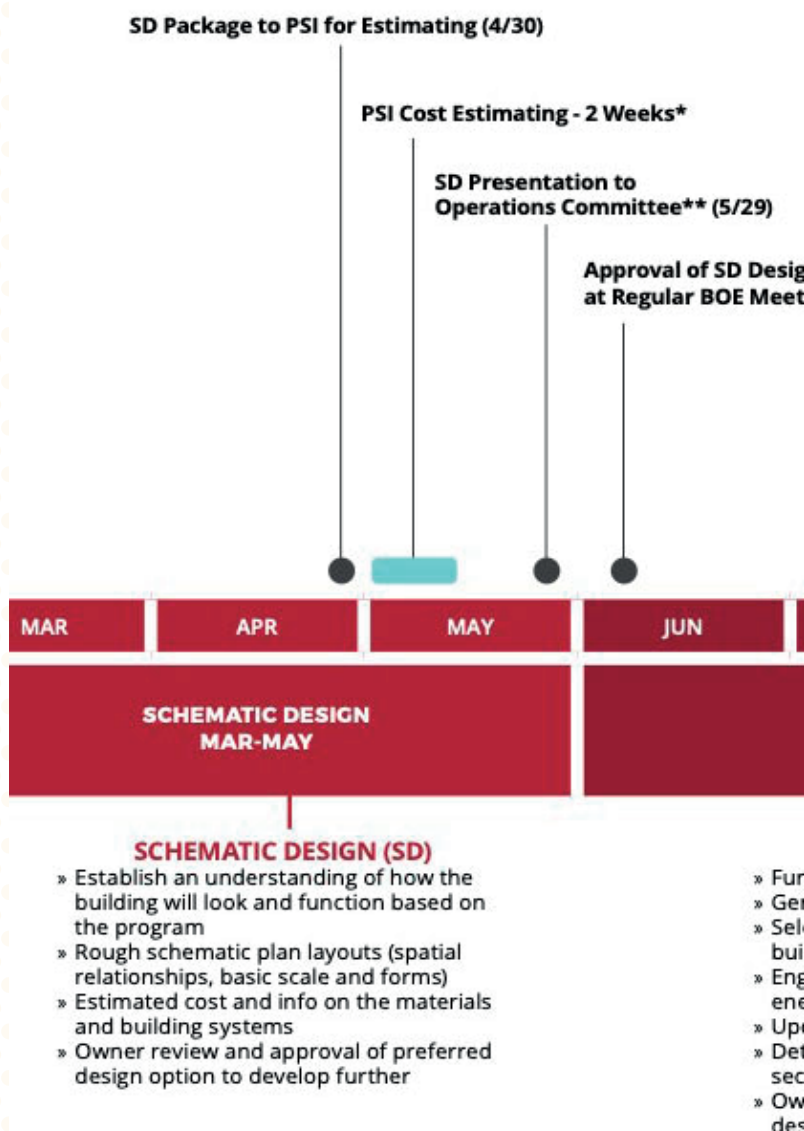 SD Package to PSI for Estimating (4/30)
PSI Cost Estimating - 2 Weeks*
SD Presentation to
Operations Committee** (5/29)
Approval of SD
at Regular BOE
MAR
APR
MAY
JUN
SCHEMATIC DESIGN
MAR-MAY
SCHEMATIC DESIGN (SD)
» Establish an understanding of how the
building will look and function based on
the program
» Rough schematic plan layouts (spatial
relationships, basic scale and forms)
» Estimated cost and info on the materials
and building systems
» Owner review and approval of preferred
design option to develop further